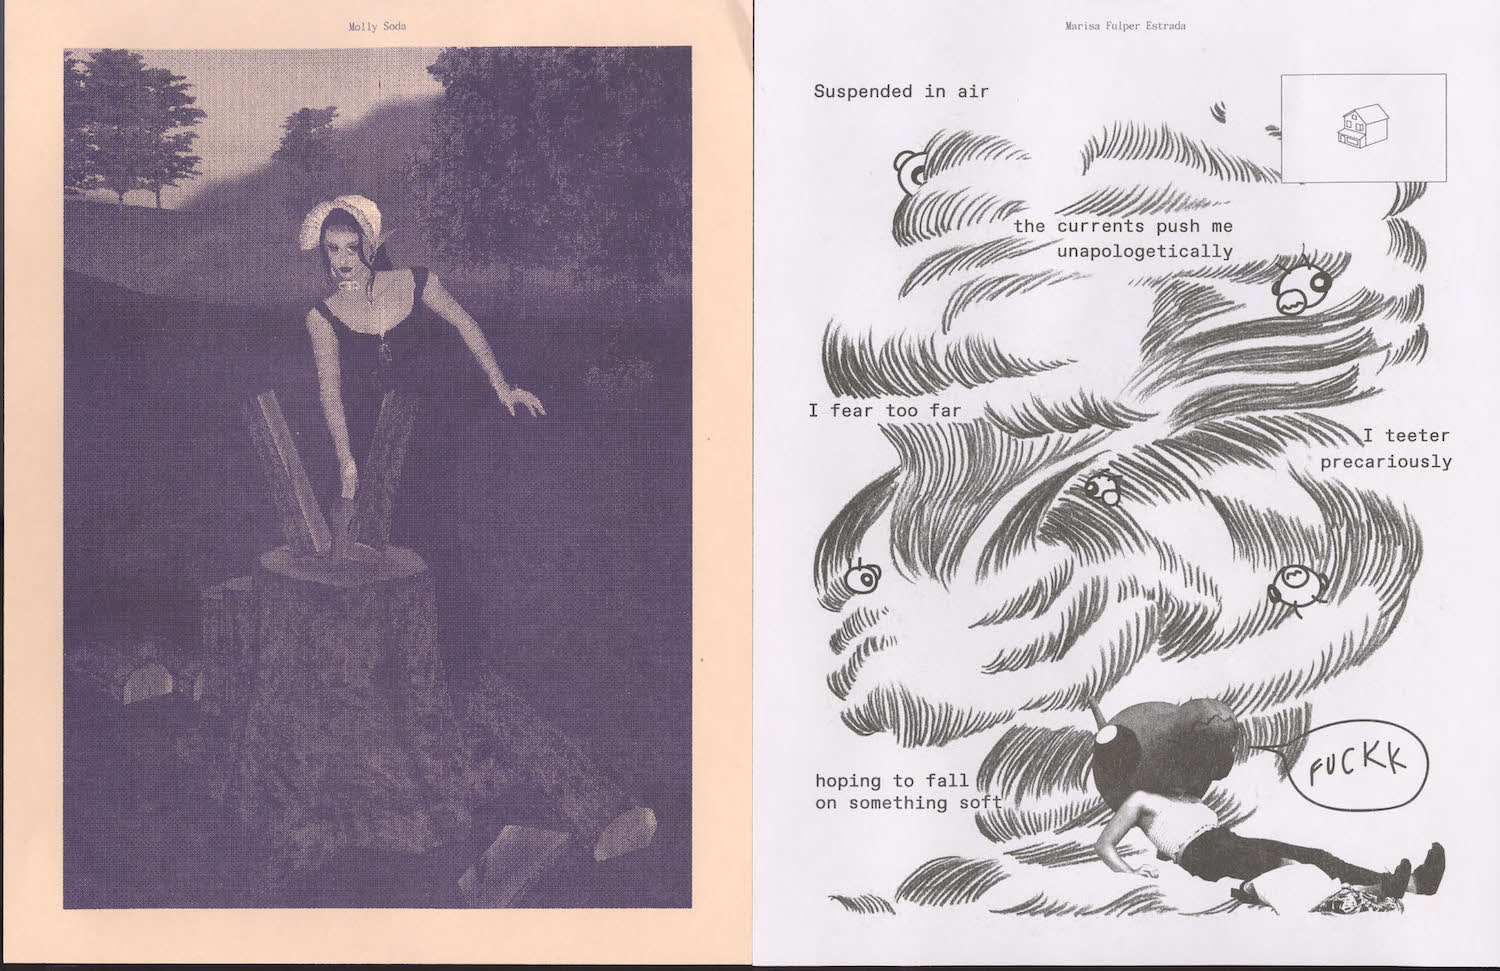 Molly Soda
Marisa Fulper Estrada
Suspended in air
the currents push me
unapologetically
I fear too far
I teeter
precariously
FUCKK
hoping to fall
on something soft